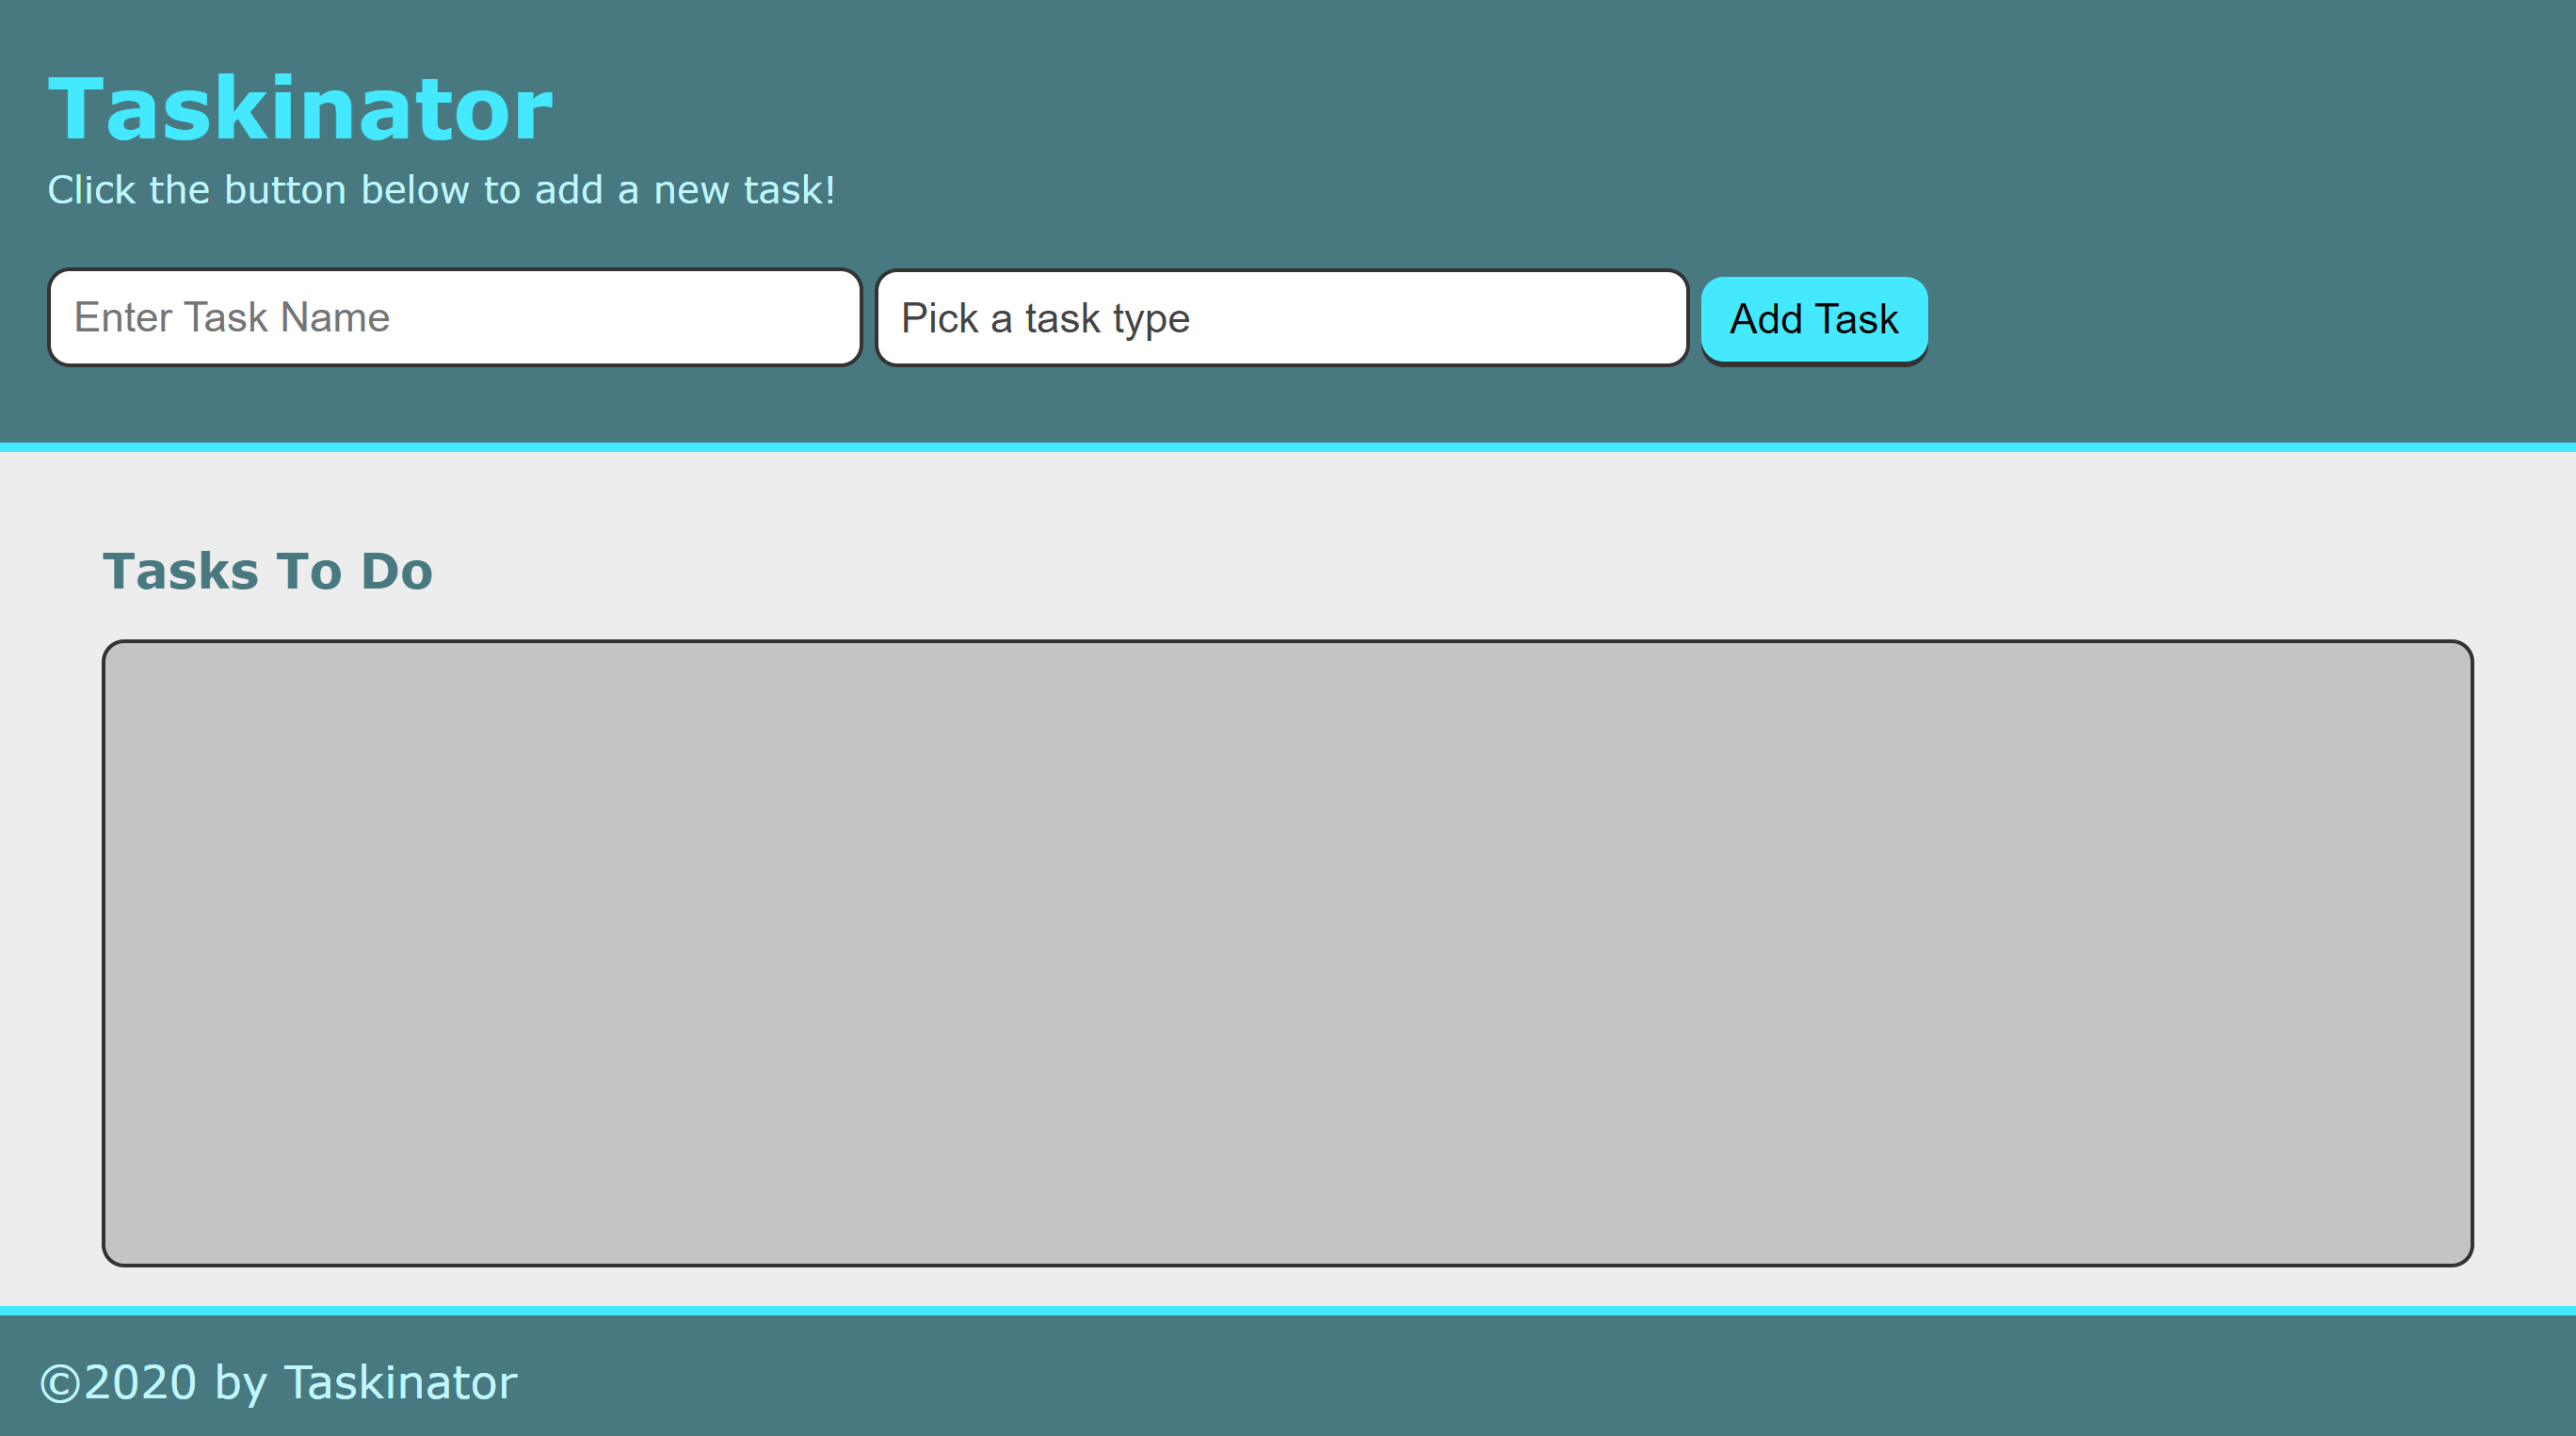 Taskinator
Click the button below to add a new task!
Enter Task Name
Pick a task type
Add Task
Tasks To Do
©2020 by Taskinator